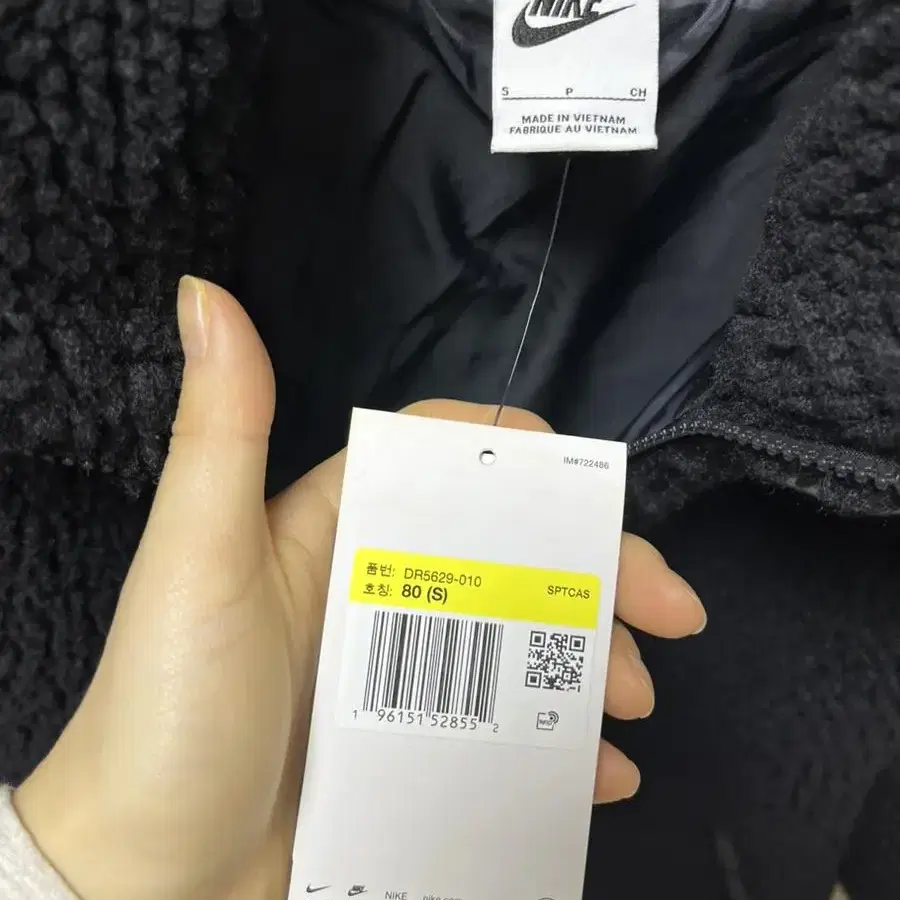 NIKE
S P CH
MADE IN VIETNAM
FABRIQUE AU VIETNAM
IM#722486
품번: DR5629-010
호칭: 80 (S)
SPTCAS
1 96151 52855 2
NIKE